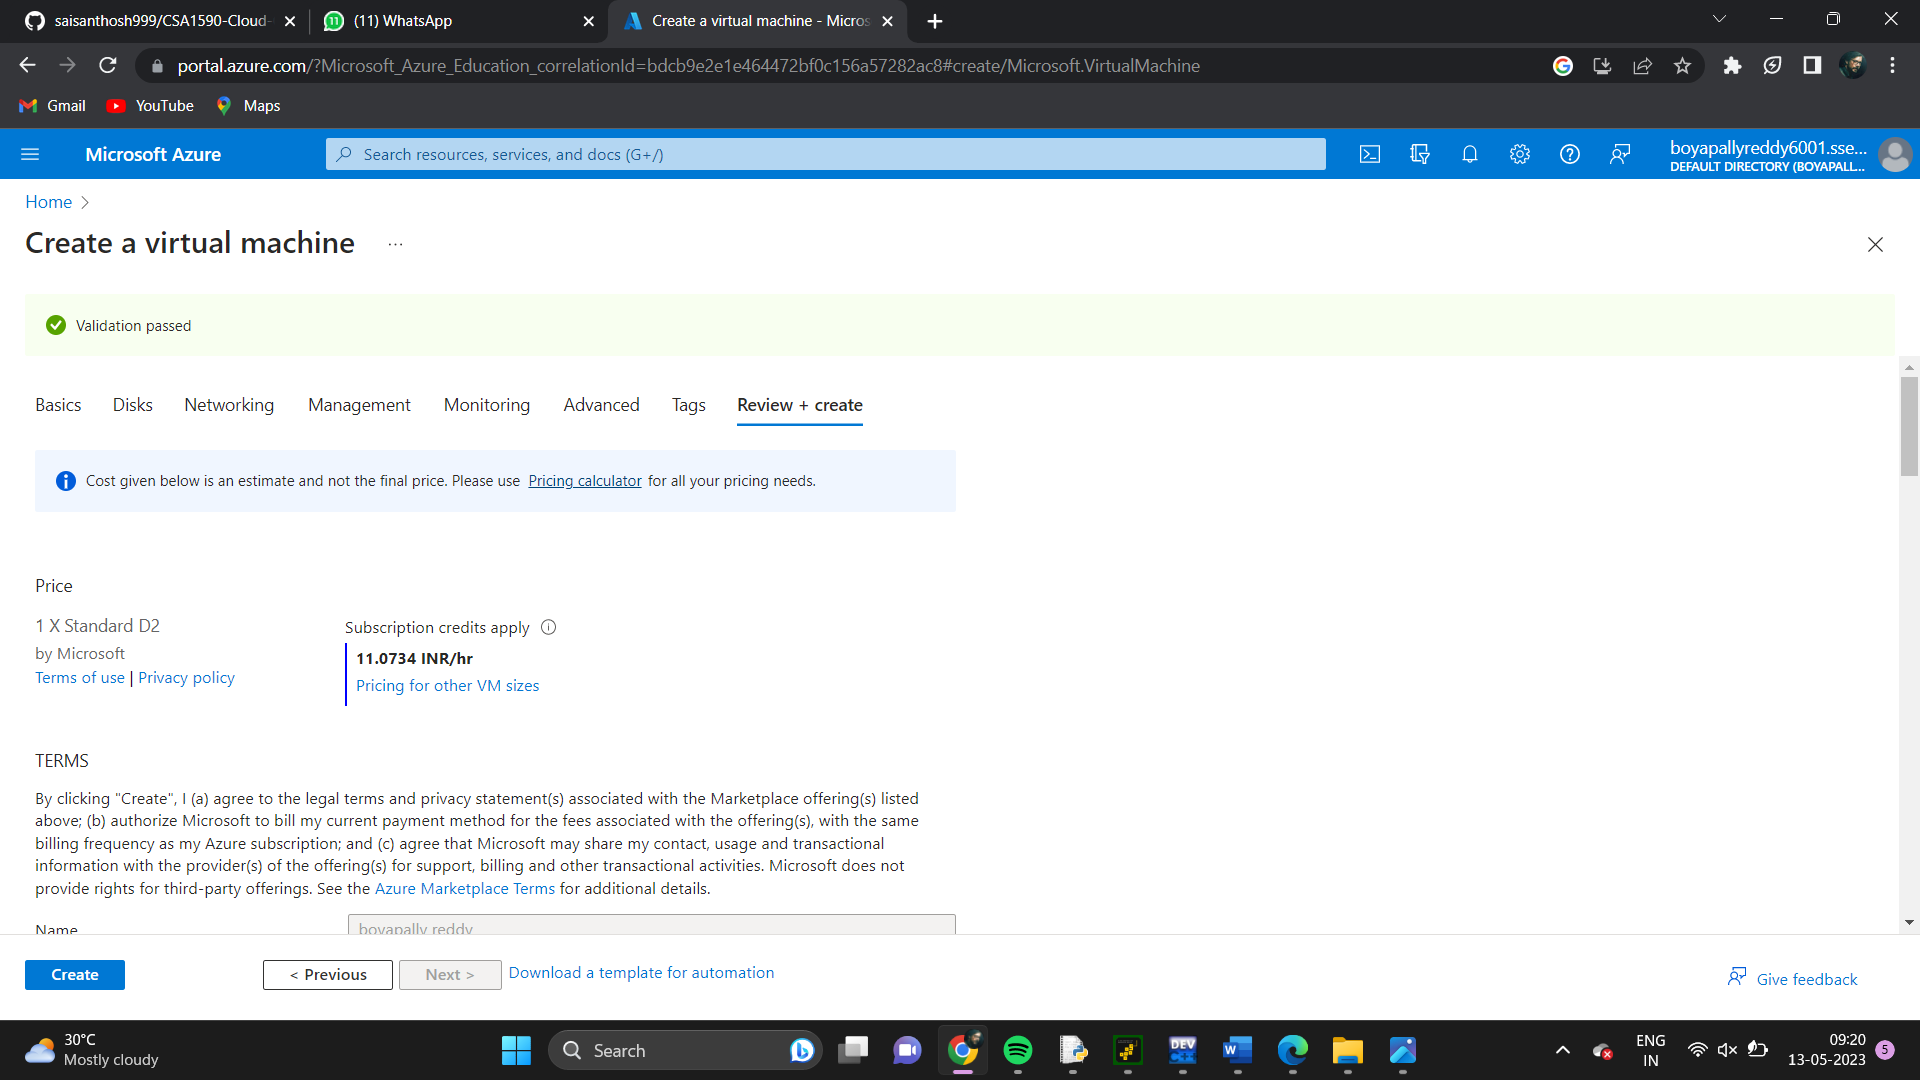 saisanthosh999/CSA1590-Cloud-
(11) WhatsApp
Create a virtual machine - Micros
portal.azure.com/?Microsoft_Azure_Education_correlationId=bdcb9e2e1e464472bf0c156a57282ac8#create/Microsoft.VirtualMachine
Gmail
YouTube
Maps
Microsoft Azure
Search resources, services, and docs (G+/)
boyapallyreddy6001.sse...
DEFAULT DIRECTORY (BOYAPALL...
Home >
Create a virtual machine ...
Validation passed
Basics Disks Networking Management Monitoring Advanced Tags Review + create
Cost given below is an estimate and not the final price. Please use Pricing calculator for all your pricing needs.
Price
1 X Standard D2
by Microsoft
Terms of use | Privacy policy
Subscription credits apply
11.0734 INR/hr
Pricing for other VM sizes
TERMS
By clicking "Create", I (a) agree to the legal terms and privacy statement(s) associated with the Marketplace offering(s) listed
above; (b) authorize Microsoft to bill my current payment method for the fees associated with the offering(s), with the same
billing frequency as my Azure subscription; and (c) agree that Microsoft may share my contact, usage and transactional
information with the provider(s) of the offering(s) for support, billing and other transactional activities. Microsoft does not
provide rights for third-party offerings. See the Azure Marketplace Terms for additional details.
Name boyapally reddy
Create < Previous Next > Download a template for automation Give feedback
30°C
Mostly cloudy
Search
DEV
ENG
IN
09:20
13-05-2023
5